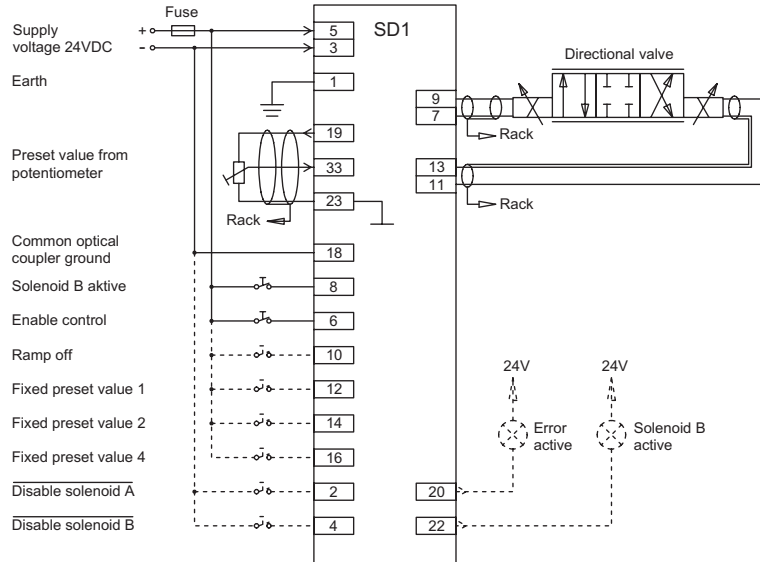 Fuse
Supply
voltage 24VDC
+
-
5
3
SD1
Directional valve
Earth
1
9
7
Rack
19
Preset value from
potentiometer
33
13
11
Rack
23
Rack
Common optical
coupler ground
18
Solenoid B aktive
8
Enable control
6
Ramp off
10
24V
24V
Fixed preset value 1
12
Fixed preset value 2
14
Error
active
Solenoid B
active
Fixed preset value 4
16
Disable solenoid A
2
20
Disable solenoid B
4
22